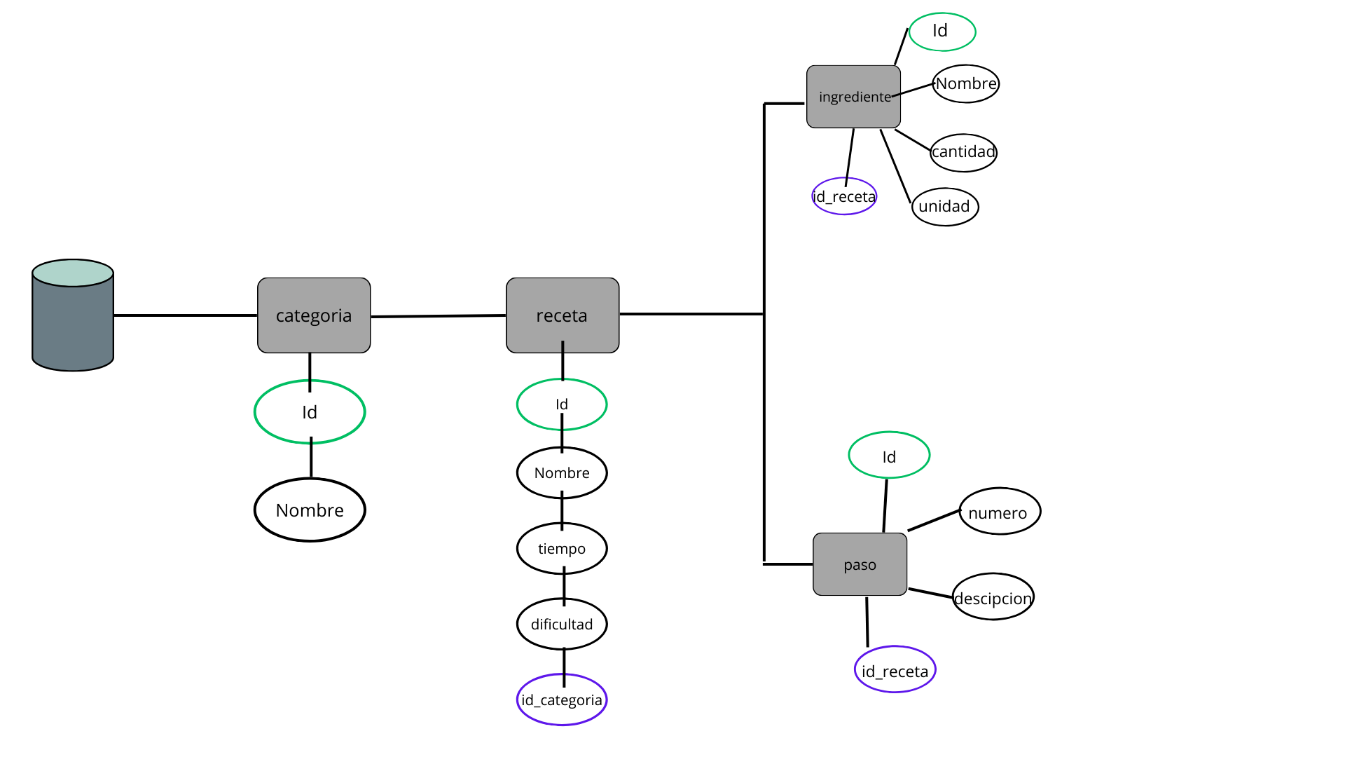 categoria
Id
Nombre
receta
Id
Nombre
tiempo
dificultad
id_categoria
ingrediente
Id
Nombre
cantidad
unidad
id_receta
paso
Id
numero
descipcion
id_receta